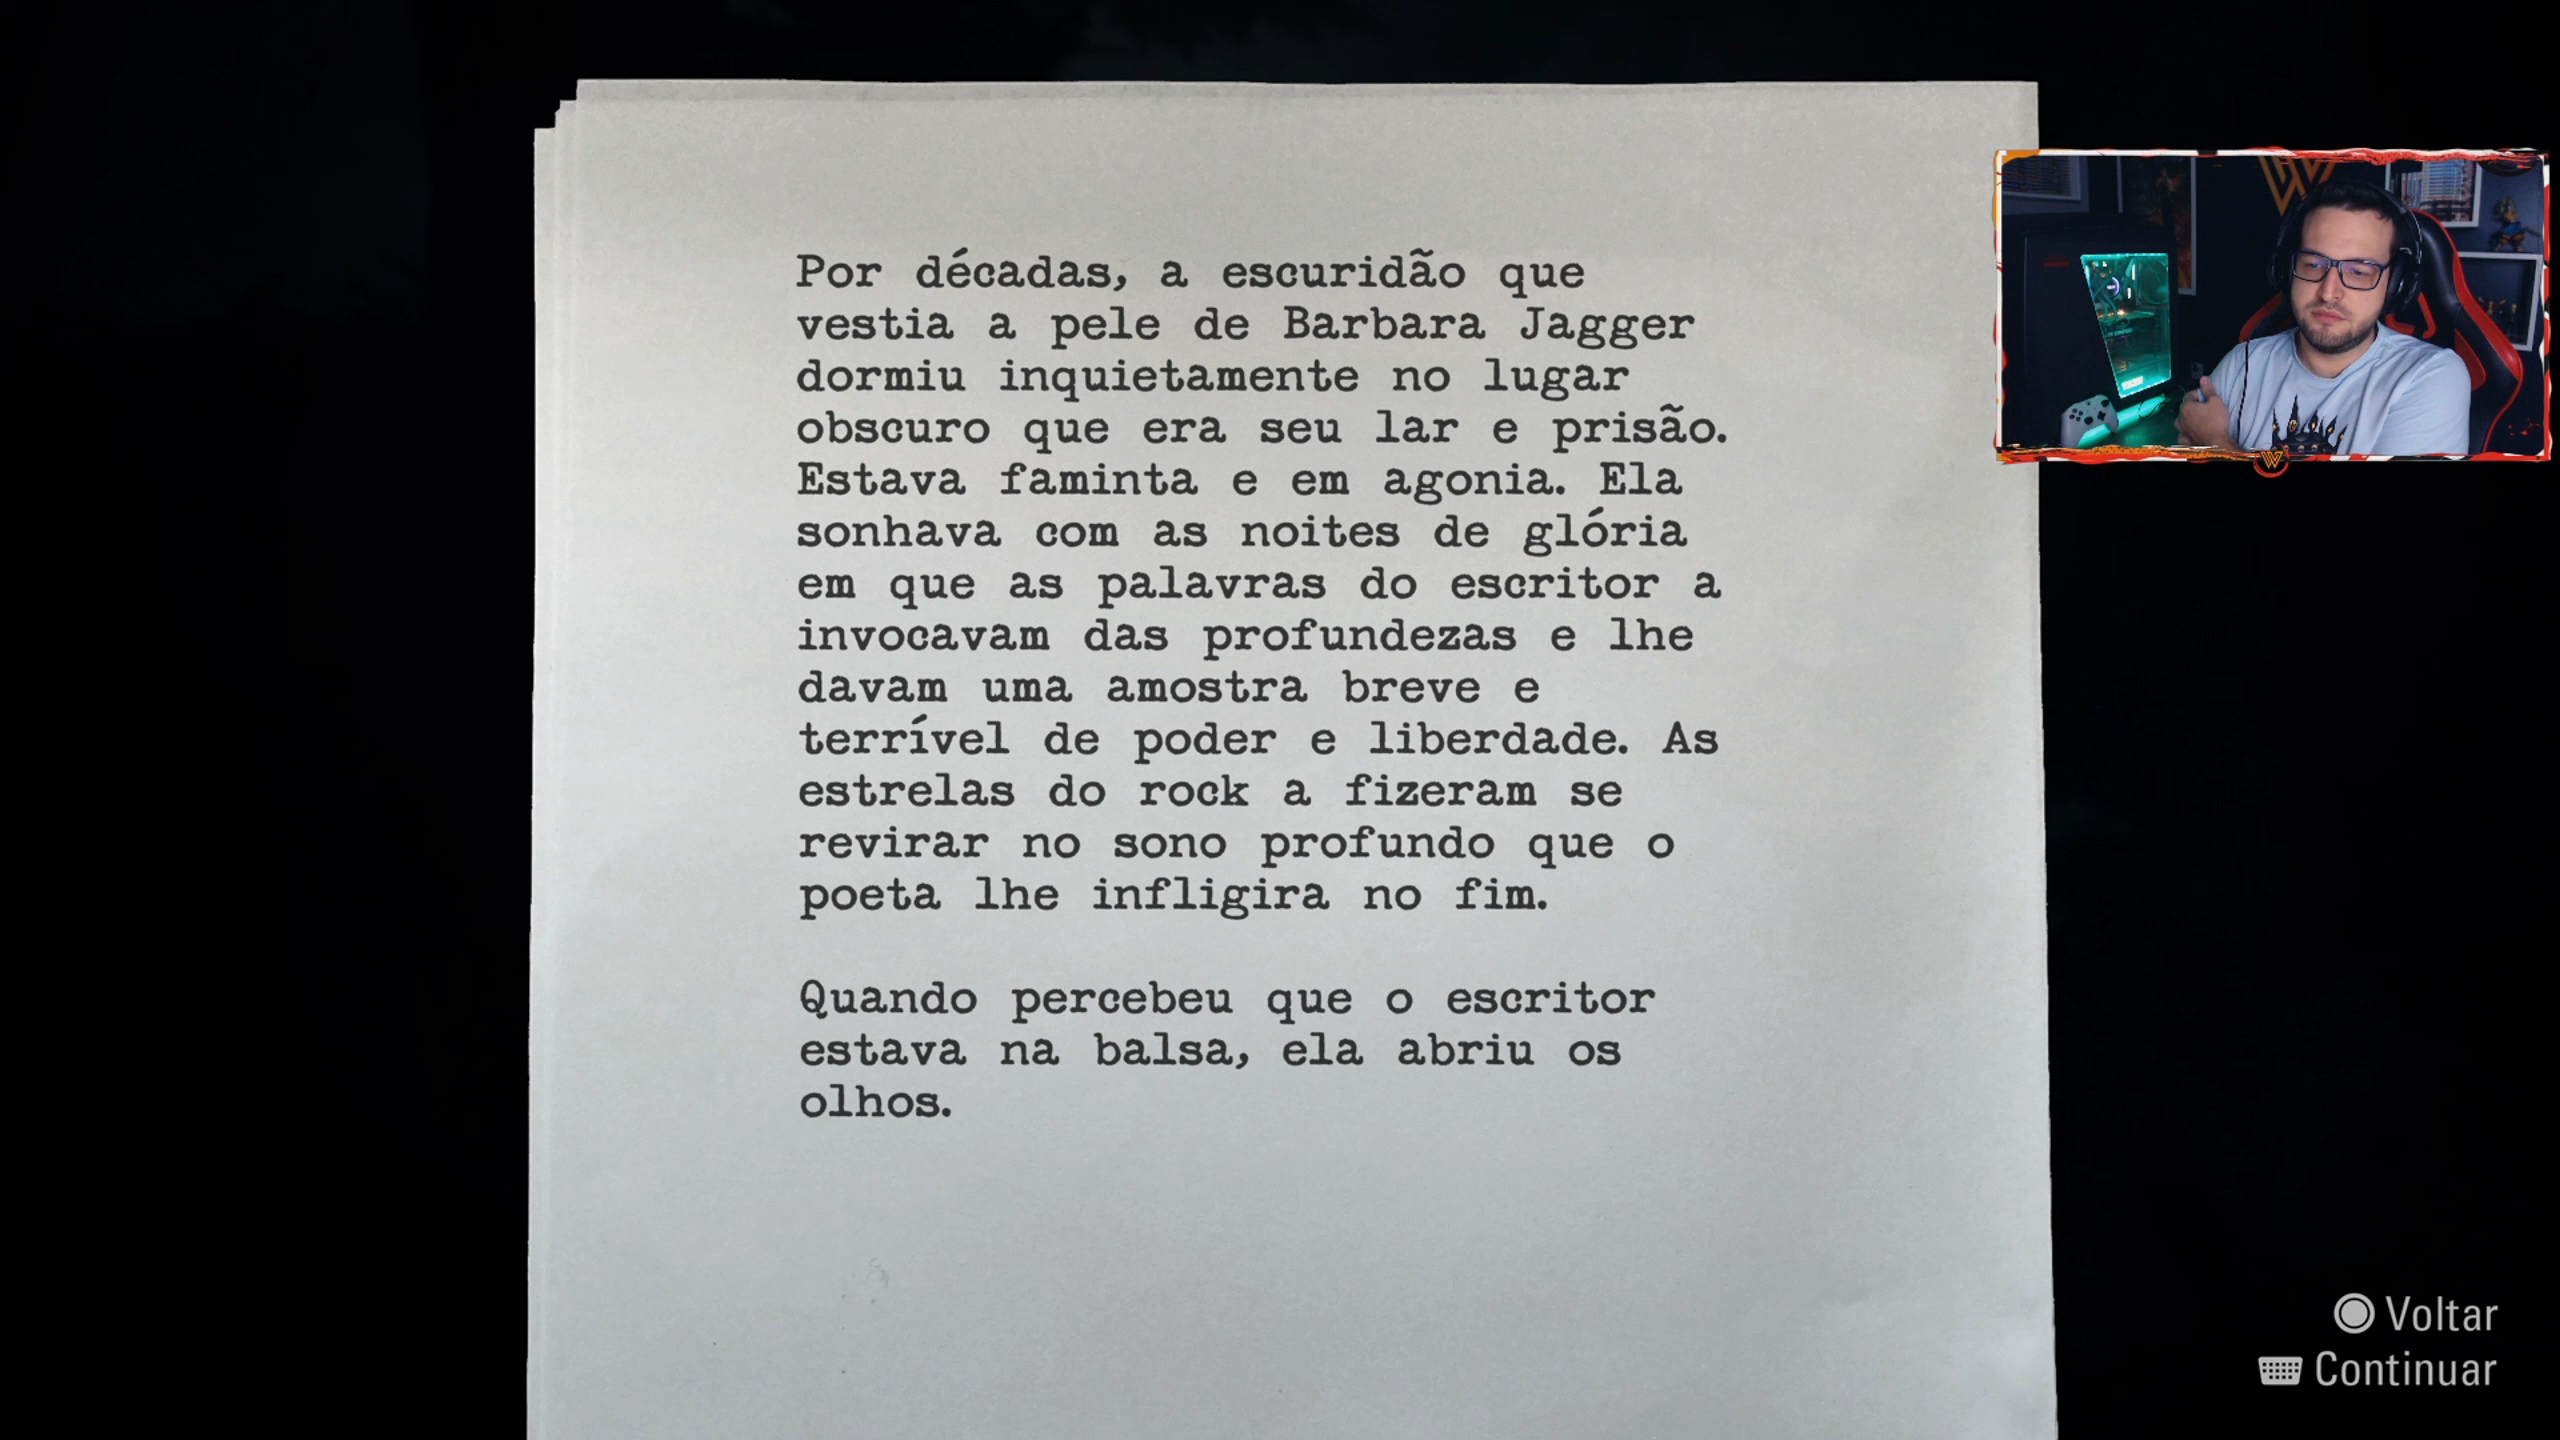 Por décadas, a escuridão que
vestia a pele de Barbara Jagger
dormiu inquietamente no lugar
obscuro que era seu lar e prisão.
Estava faminta e em agonia. Ela
sonhava com as noites de glória
em que as palavras do escritor a
invocavam das profundezas e lhe
davam uma amostra breve e
terrível de poder e liberdade. As
estrelas do rock a fizeram se
revirar no sono profundo que o
poeta lhe infligira no fim.
Quando percebeu que o escritor
estava na balsa, ela abriu os
olhos.
Voltar
Continuar